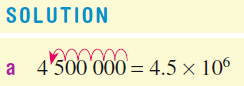 SOLUTION
a 4 500 000 = 4.5 × 10⁶